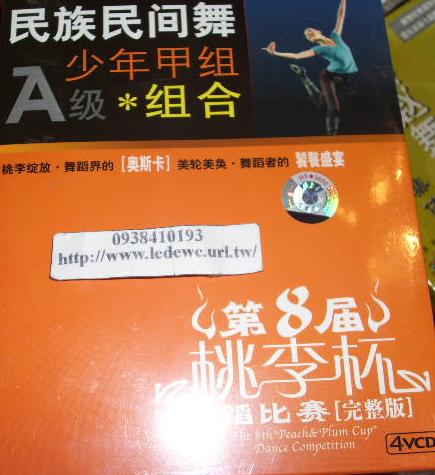 民族民间舞
少年甲组
A级*组合
桃李绽放·舞蹈界的[奥斯卡]美轮美奂·舞蹈者的 饕餮盛宴
0938410193
http://www.ledewc.url.tw/
第8届
桃李杯
蹈比赛[完整版]
The 8th "Peach&Plum Cup"
Dance Competition
4VCD